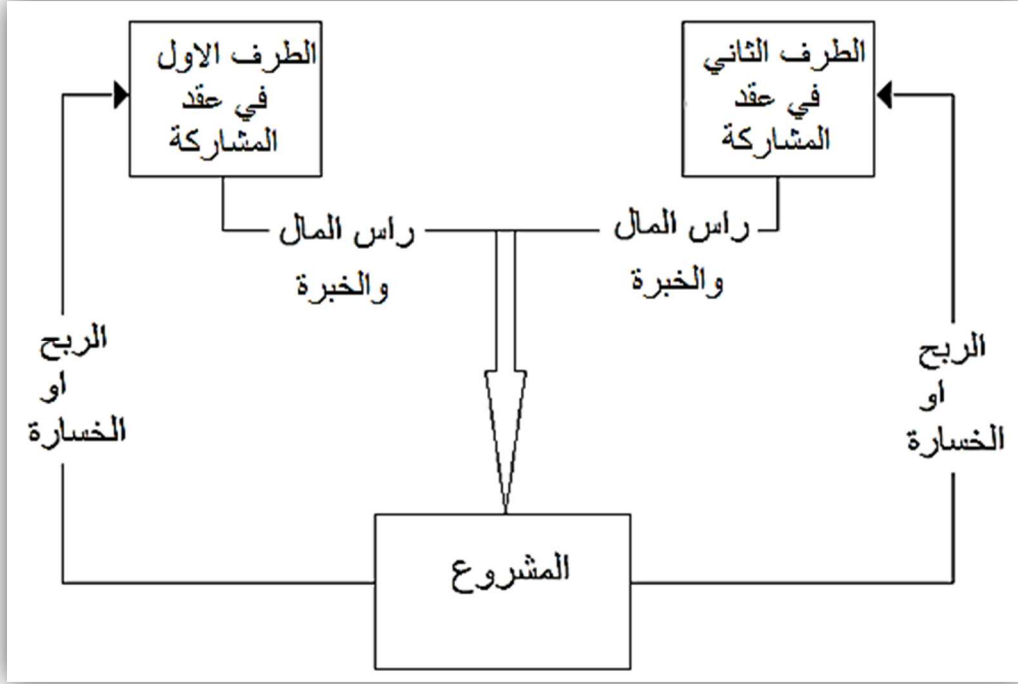 الطرف الاول
في عقد
المشاركة
الطرف الثاني
في عقد
المشاركة
راس المال
والخبرة
راس المال
والخبرة
الربح
او
الخسارة
الربح
او
الخسارة
المشروع